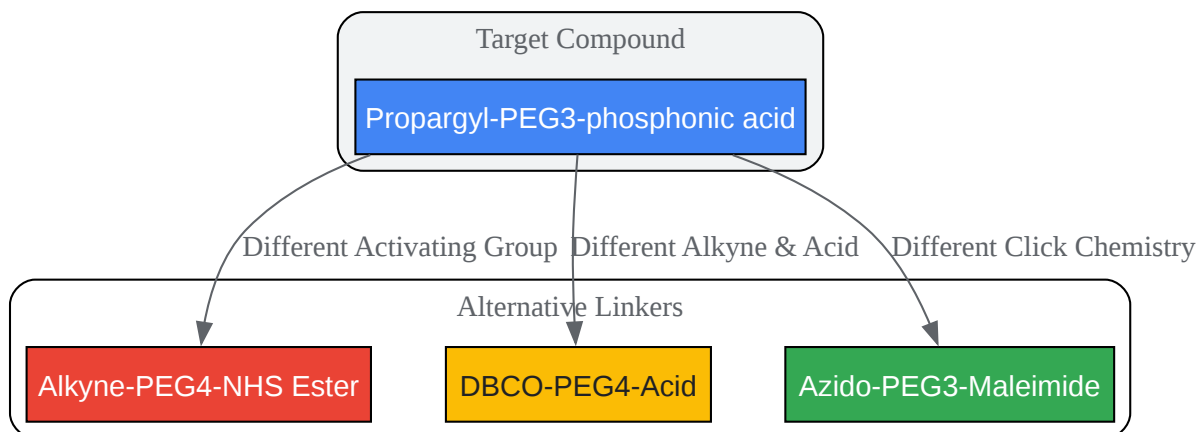 Target Compound
Propargyl-PEG3-phosphonic acid
Different Activating Group
Different Alkyne & Acid
Different Click Chemistry
Alternative Linkers
Alkyne-PEG4-NHS Ester
DBCO-PEG4-Acid
Azido-PEG3-Maleimide